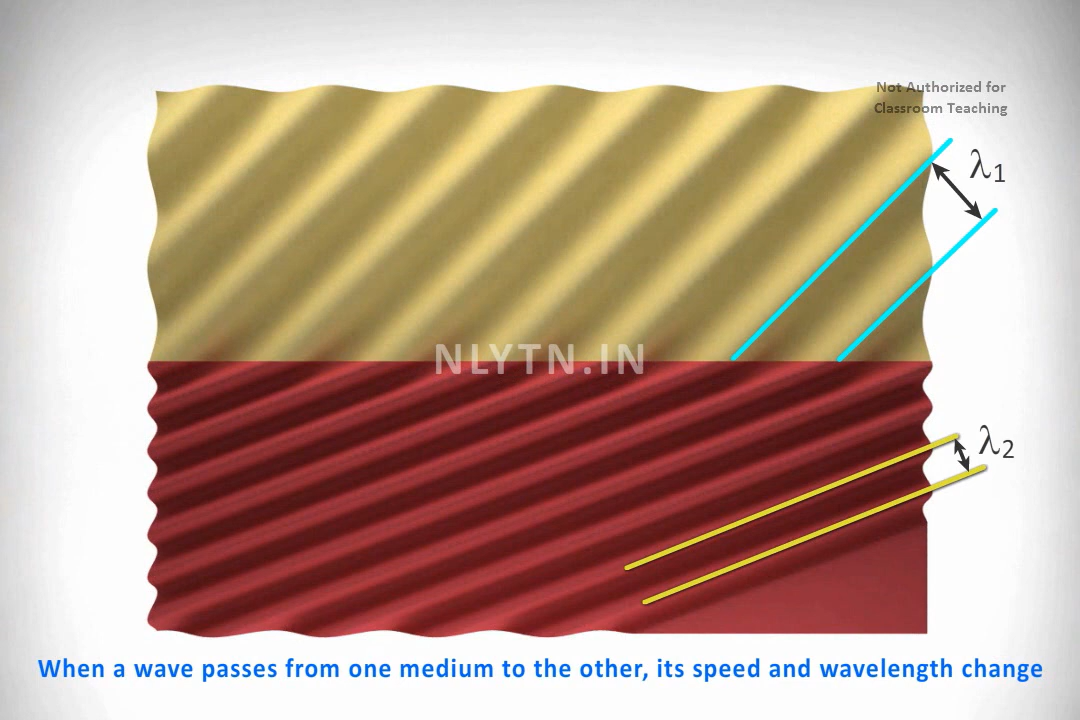 Not Authorized for
Classroom Teaching
λ1
NLYTN.IN
λ2
When a wave passes from one medium to the other, its speed and wavelength change